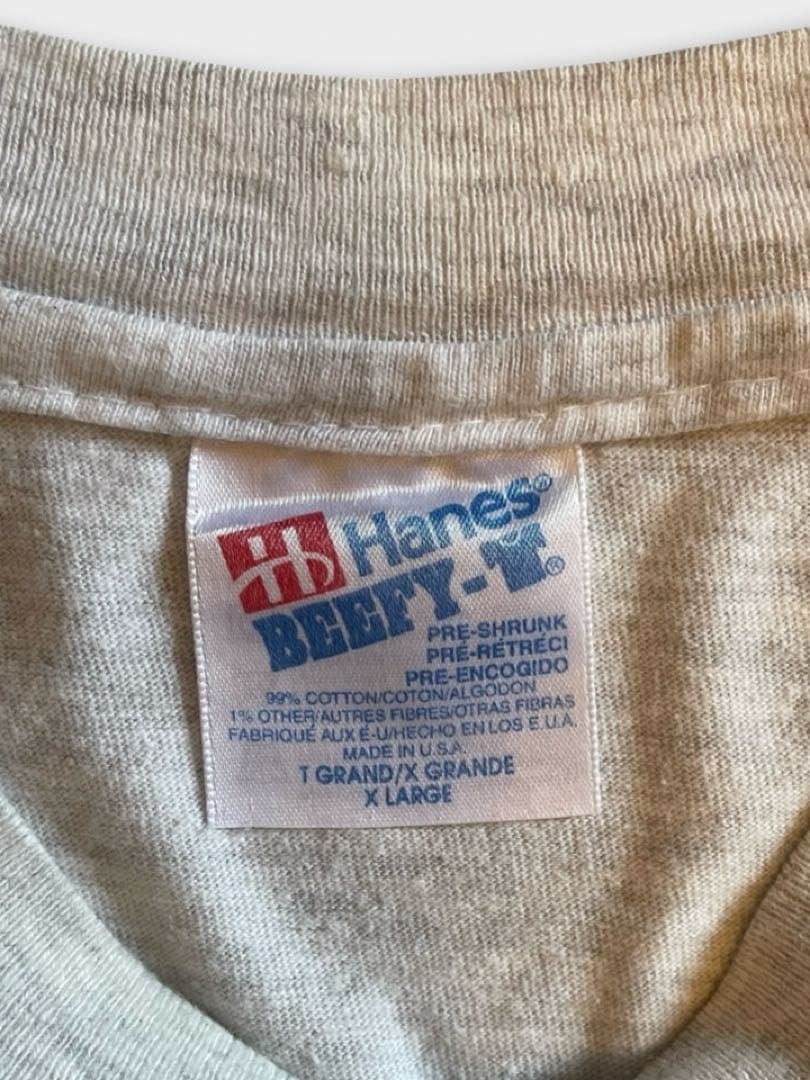 Hanes®
BEEFY-T®
PRE-SHRUNK
PRÉ-RÉTRÉCI
PRE-ENCOGIDO
99% COTTON/COTON/ALGODON
1% OTHER/AUTRES FIBRES/OTRAS FIBRAS
FABRIQUÉ AUX É-U/HECHO EN LOS E.U.A.
MADE IN U.S.A.
T GRAND/X GRANDE
X LARGE